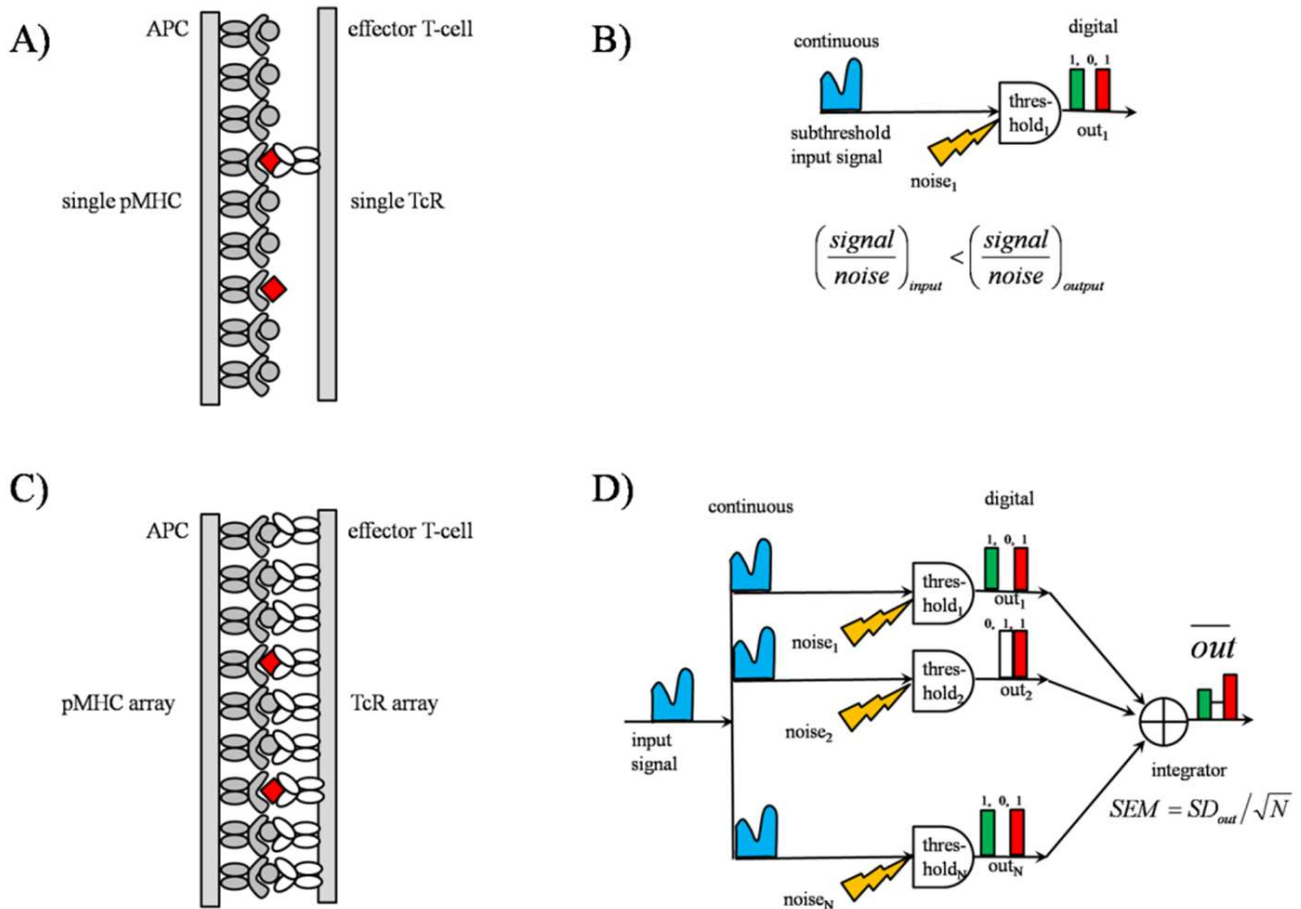 A)
APC
effector T-cell
single pMHC
single TcR
B)
continuous
digital
1, 0, 1
thres-
hold₁
out₁
subthreshold
input signal
noise₁
(signal/noise)input < (signal/noise)output
C)
APC
effector T-cell
pMHC array
TcR array
D)
continuous
digital
1, 0, 1
thres-
hold₁
out₁
noise₁
0, 1, 1
thres-
hold₂
out₂
noise₂
input
signal
out
integrator
SEM = SDout/√N
1, 0, 1
thres-
holdN
outN
noiseN